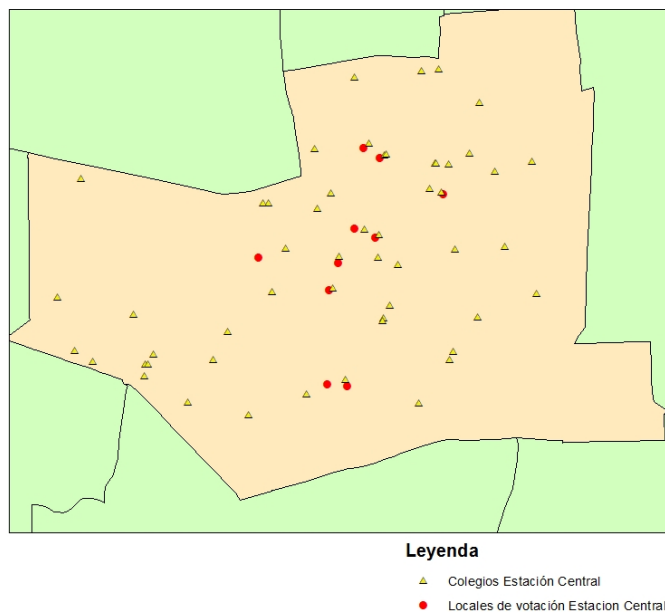 Leyenda
Colegios Estación Central
Locales de votación Estacion Central